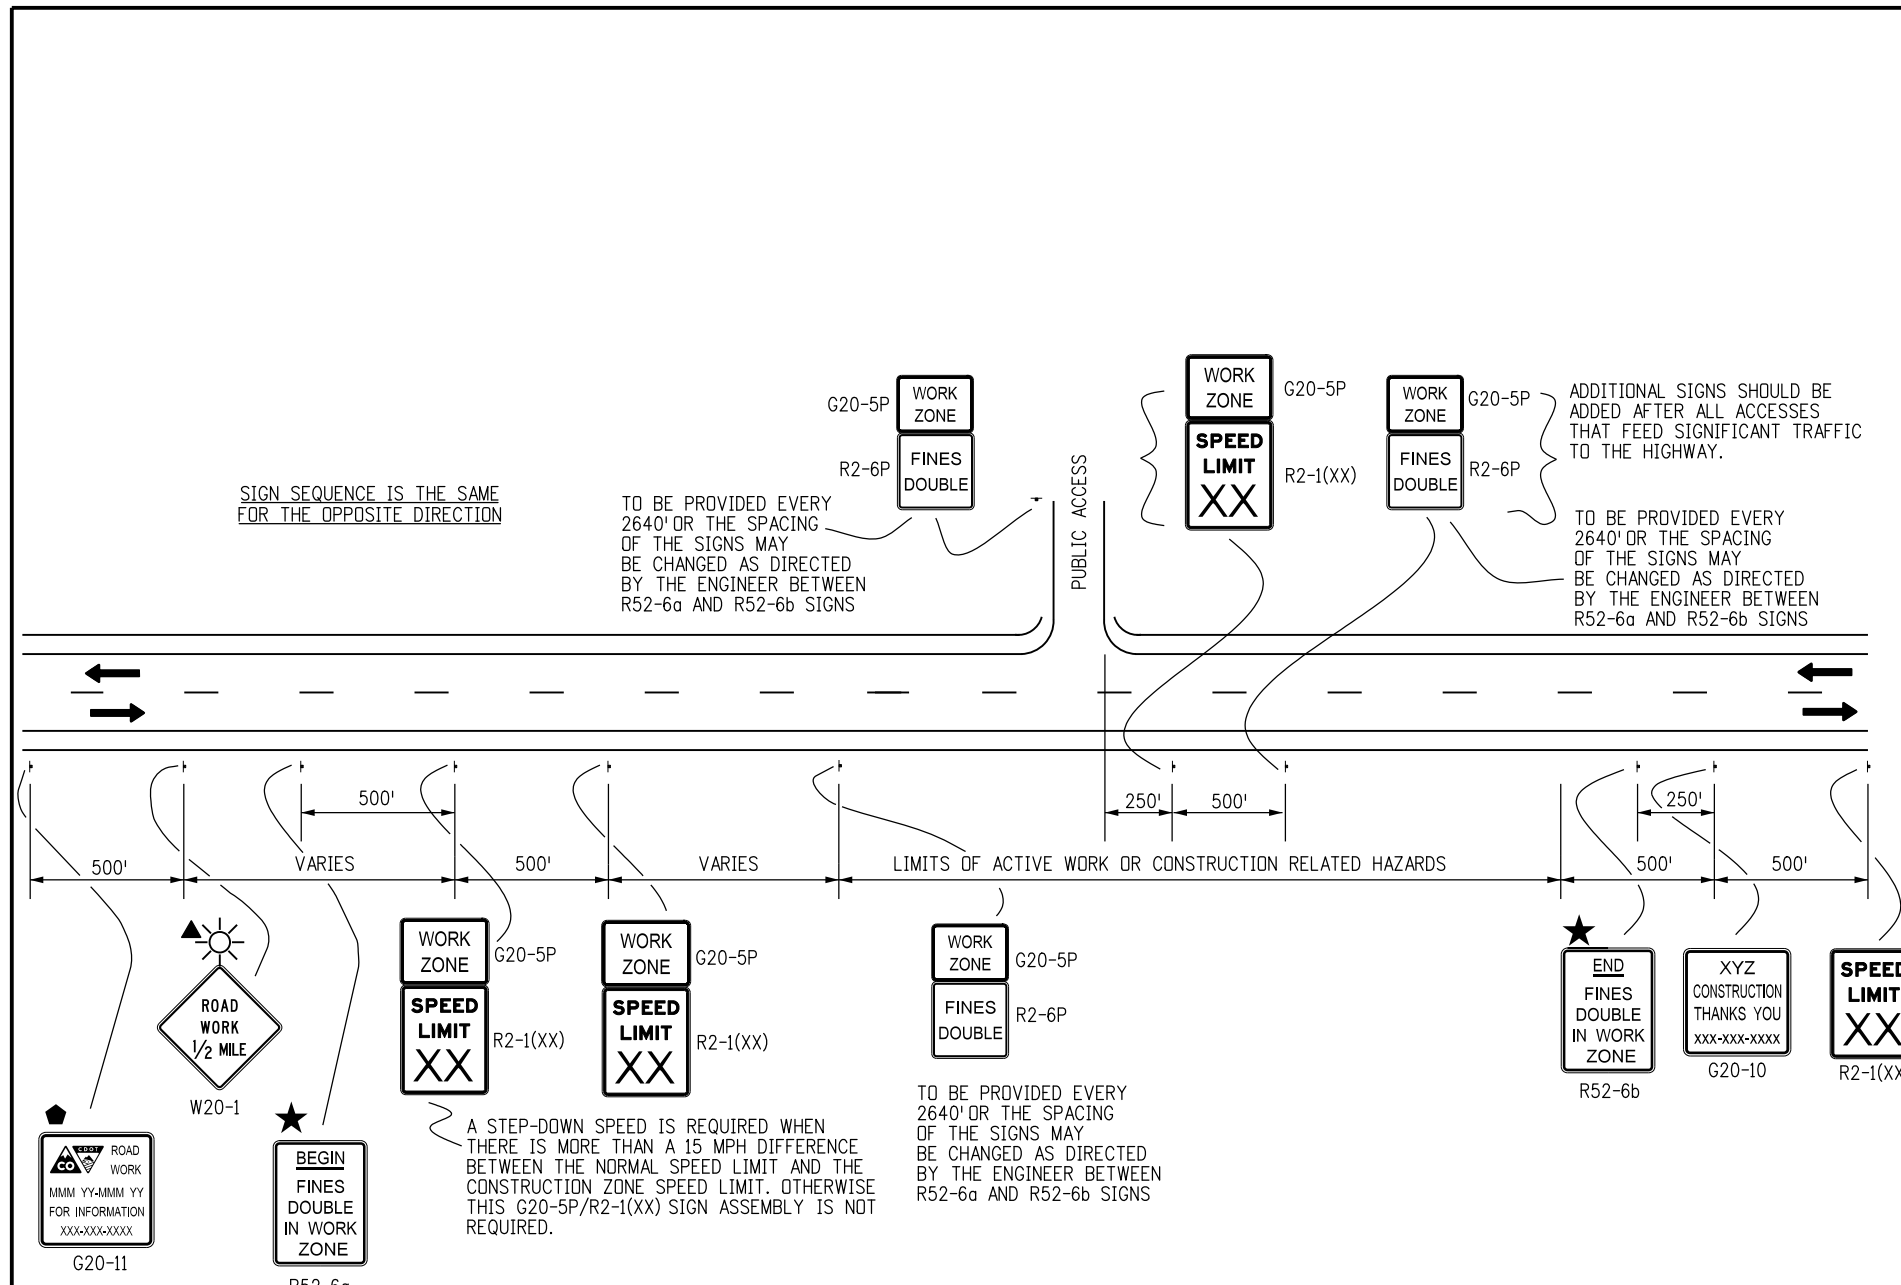 WORK
ZONE
G20-5P
FINES
DOUBLE
R2-6P
WORK
ZONE
G20-5P
SPEED
LIMIT
XX
R2-1(XX)
WORK
ZONE
G20-5P
FINES
DOUBLE
R2-6P
ADDITIONAL SIGNS SHOULD BE
ADDED AFTER ALL ACCESSES
THAT FEED SIGNIFICANT TRAFFIC
TO THE HIGHWAY.
SIGN SEQUENCE IS THE SAME
FOR THE OPPOSITE DIRECTION
TO BE PROVIDED EVERY
2640' OR THE SPACING
OF THE SIGNS MAY
BE CHANGED AS DIRECTED
BY THE ENGINEER BETWEEN
R52-6a AND R52-6b SIGNS
PUBLIC ACCESS
TO BE PROVIDED EVERY
2640' OR THE SPACING
OF THE SIGNS MAY
BE CHANGED AS DIRECTED
BY THE ENGINEER BETWEEN
R52-6a AND R52-6b SIGNS
500'
250'
500'
250'
500'
VARIES
500'
VARIES
LIMITS OF ACTIVE WORK OR CONSTRUCTION RELATED HAZARDS
500'
500'
ROAD
WORK
1/2 MILE
W20-1
WORK
ZONE
G20-5P
SPEED
LIMIT
XX
R2-1(XX)
WORK
ZONE
G20-5P
SPEED
LIMIT
XX
R2-1(XX)
WORK
ZONE
G20-5P
FINES
DOUBLE
R2-6P
END
FINES
DOUBLE
IN WORK
ZONE
R52-6b
XYZ
CONSTRUCTION
THANKS YOU
xxx-xxx-xxxx
G20-10
SPEED
LIMIT
XX
R2-1(XX
A STEP-DOWN SPEED IS REQUIRED WHEN
THERE IS MORE THAN A 15 MPH DIFFERENCE
BETWEEN THE NORMAL SPEED LIMIT AND THE
CONSTRUCTION ZONE SPEED LIMIT. OTHERWISE
THIS G20-5P/R2-1(XX) SIGN ASSEMBLY IS NOT
REQUIRED.
TO BE PROVIDED EVERY
2640' OR THE SPACING
OF THE SIGNS MAY
BE CHANGED AS DIRECTED
BY THE ENGINEER BETWEEN
R52-6a AND R52-6b SIGNS
CO CDOT ROAD
WORK
MMM YY-MMM YY
FOR INFORMATION
XXX-XXX-XXXX
G20-11
BEGIN
FINES
DOUBLE
IN WORK
ZONE
R52-6a